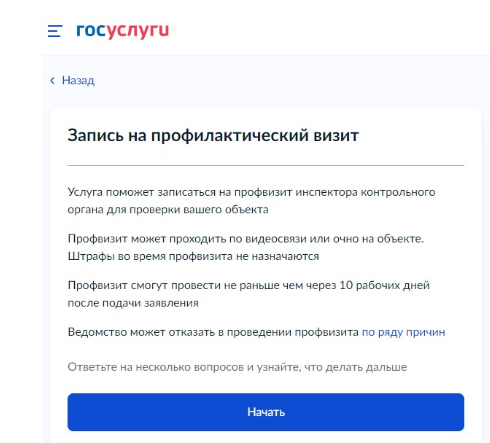 госуслуги
Назад
Запись на профилактический визит
Услуга поможет записаться на профвизит инспектора контрольного
органа для проверки вашего объекта
Профвизит может проходить по видеосвязи или очно на объекте.
Штрафы во время профвизита не назначаются
Профвизит смогут провести не раньше чем через 10 рабочих дней
после подачи заявления
Ведомство может отказать в проведении профвизита по ряду причин
Ответьте на несколько вопросов и узнайте, что делать дальше
Начать